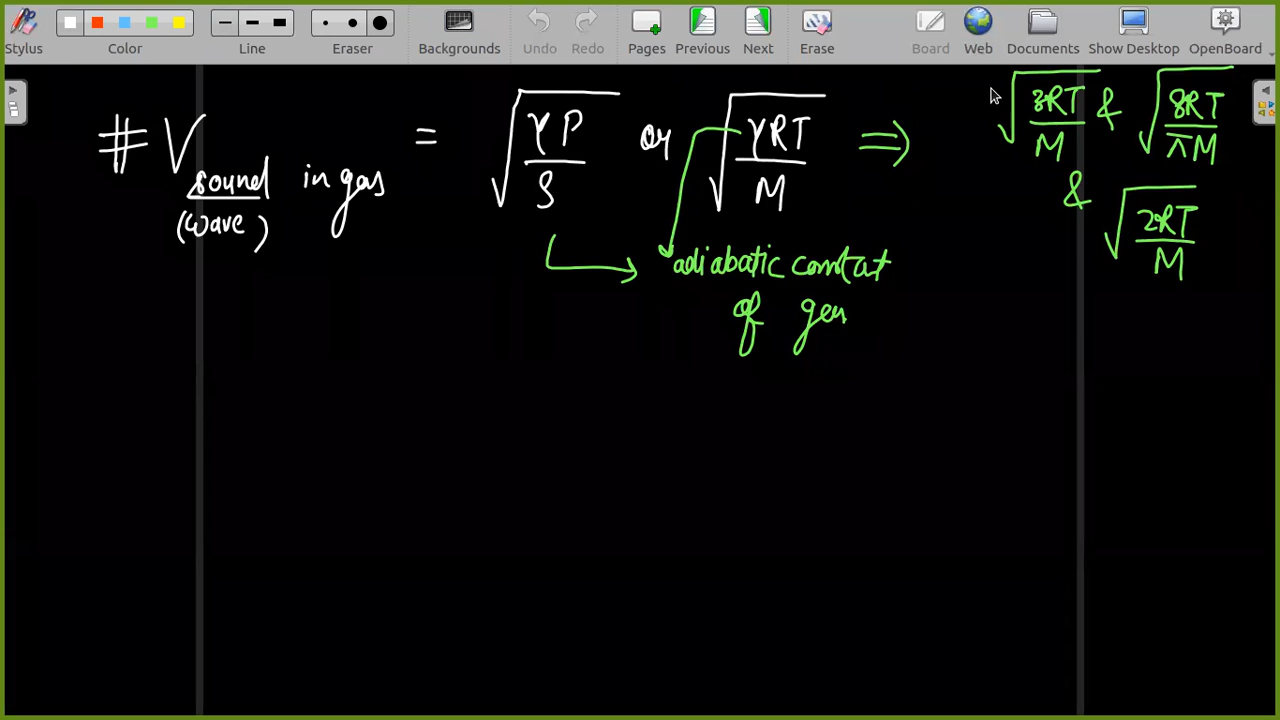 Stylus Color Line Eraser Backgrounds Undo Redo Pages Previous Next Erase Board Web Documents Show Desktop OpenBoard
# V sound in gas = √(γP/ρ) or √(γRT/M) ⇒ √(3RT/M) & √(8RT/πM)
(wave)
& √(2RT/M)
adiabatic constat
of gas